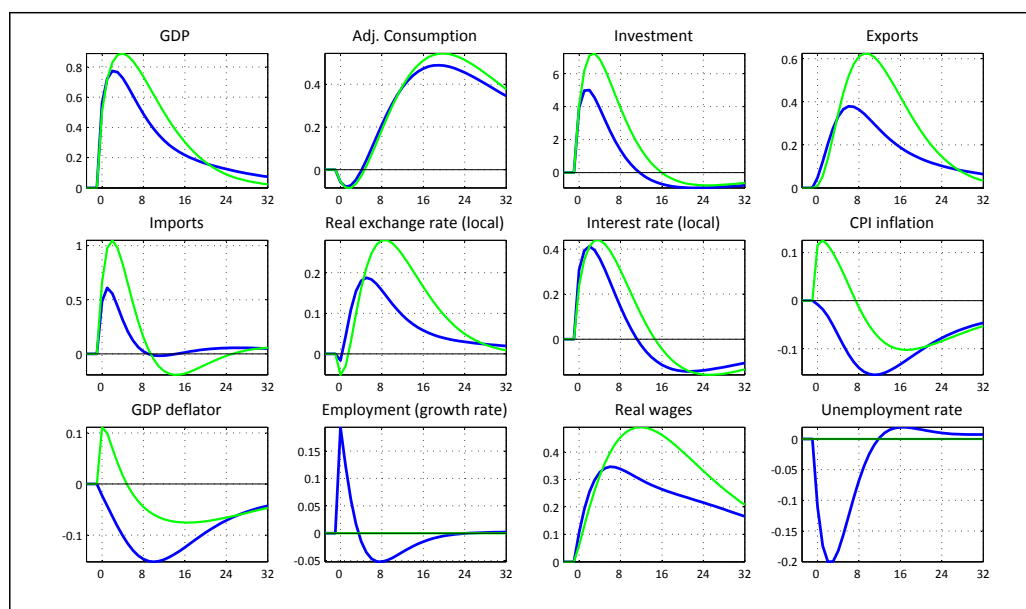 GDP
Adj. Consumption
Investment
Exports
0.8
0.6
0.4
0.2
0
0.4
0.2
0
6
4
2
0
0.6
0.4
0.2
0
0 8 16 24 32
0 8 16 24 32
0 8 16 24 32
0 8 16 24 32
Imports
Real exchange rate (local)
Interest rate (local)
CPI inflation
1
0.5
0
0.2
0.1
0
0.4
0.2
0
0.1
0
-0.1
0 8 16 24 32
0 8 16 24 32
0 8 16 24 32
0 8 16 24 32
GDP deflator
Employment (growth rate)
Real wages
Unemployment rate
0.1
0
-0.1
0.15
0.1
0.05
0
-0.05
0.4
0.3
0.2
0.1
0
0
-0.05
-0.1
-0.15
-0.2
0 8 16 24 32
0 8 16 24 32
0 8 16 24 32
0 8 16 24 32